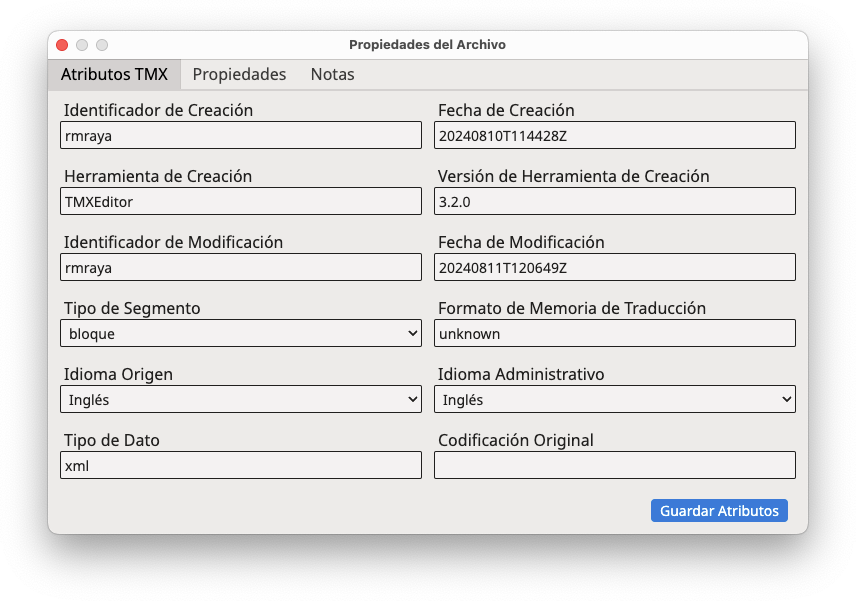 Propiedades del Archivo
Atributos TMX Propiedades Notas
Identificador de Creación Fecha de Creación
rmraya 20240810T114428Z
Herramienta de Creación Versión de Herramienta de Creación
TMXEditor 3.2.0
Identificador de Modificación Fecha de Modificación
rmraya 20240811T120649Z
Tipo de Segmento Formato de Memoria de Traducción
bloque unknown
Idioma Origen Idioma Administrativo
Inglés Inglés
Tipo de Dato Codificación Original
xml
Guardar Atributos